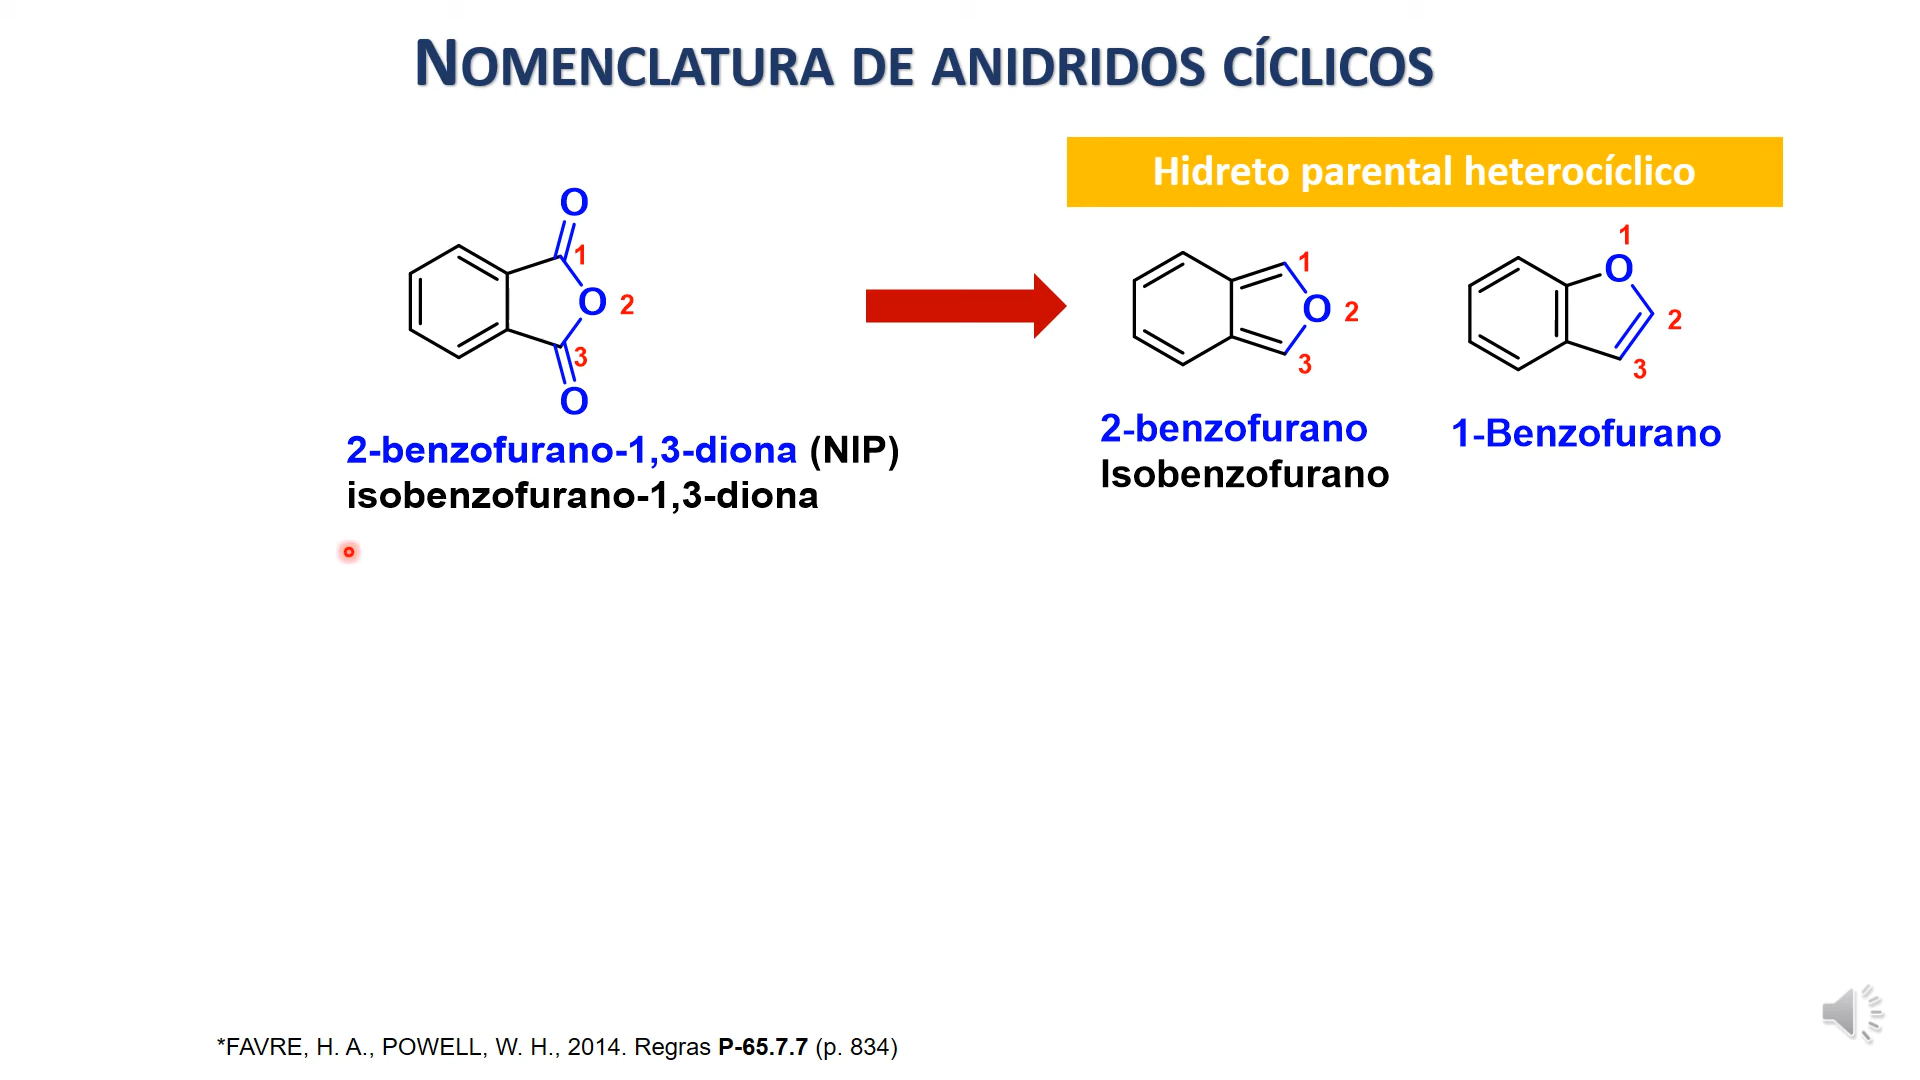 NOMENCLATURA DE ANIDRIDOS CÍCLICOS
Hidreto parental heterocíclico
O
1
O 2
3
O
2-benzofurano-1,3-diona (NIP)
isobenzofurano-1,3-diona
1
O 2
3
2-benzofurano
Isobenzofurano
1
O
2
3
1-Benzofurano
*FAVRE, H. A., POWELL, W. H., 2014. Regras P-65.7.7 (p. 834)